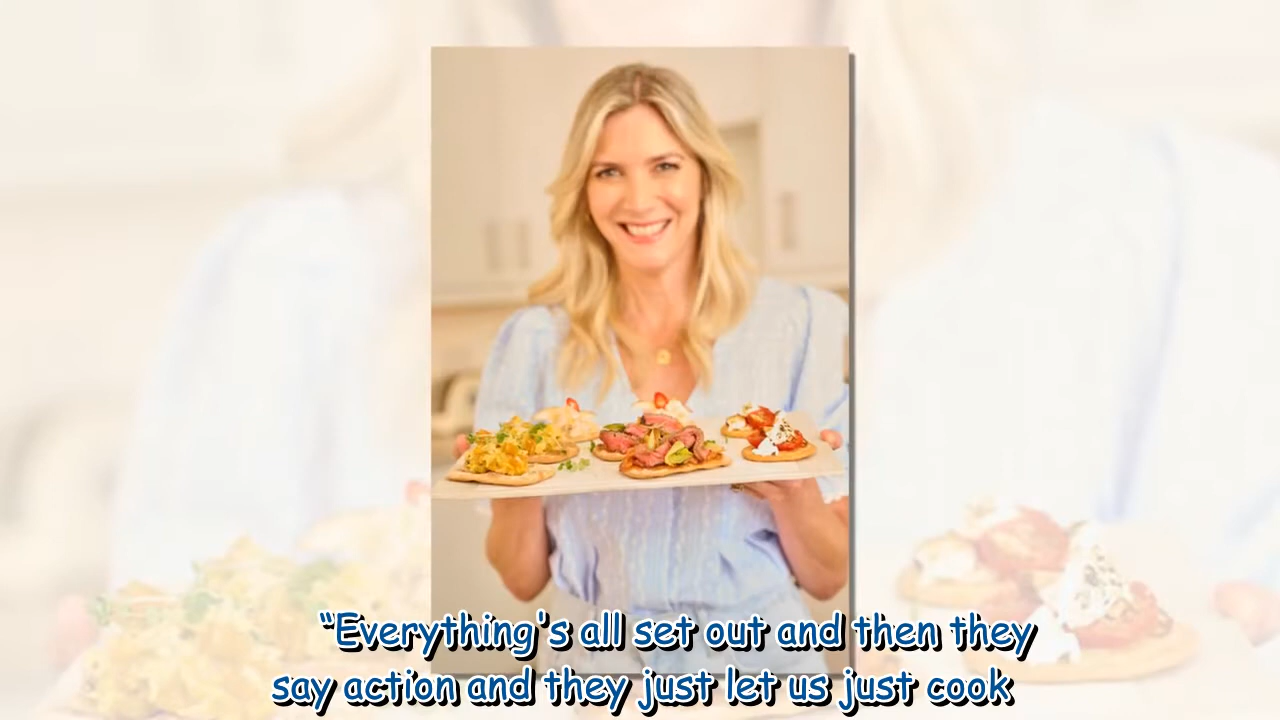 “Everything's all set out and then they
say action and they just let us just cook